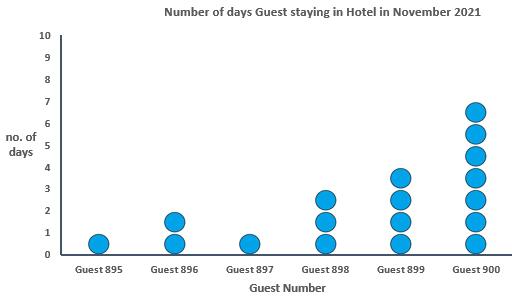 Number of days Guest staying in Hotel in November 2021
10
9
8
7
6
5
4
3
2
1
0
no. of
days
Guest 895 Guest 896 Guest 897 Guest 898 Guest 899 Guest 900
Guest Number